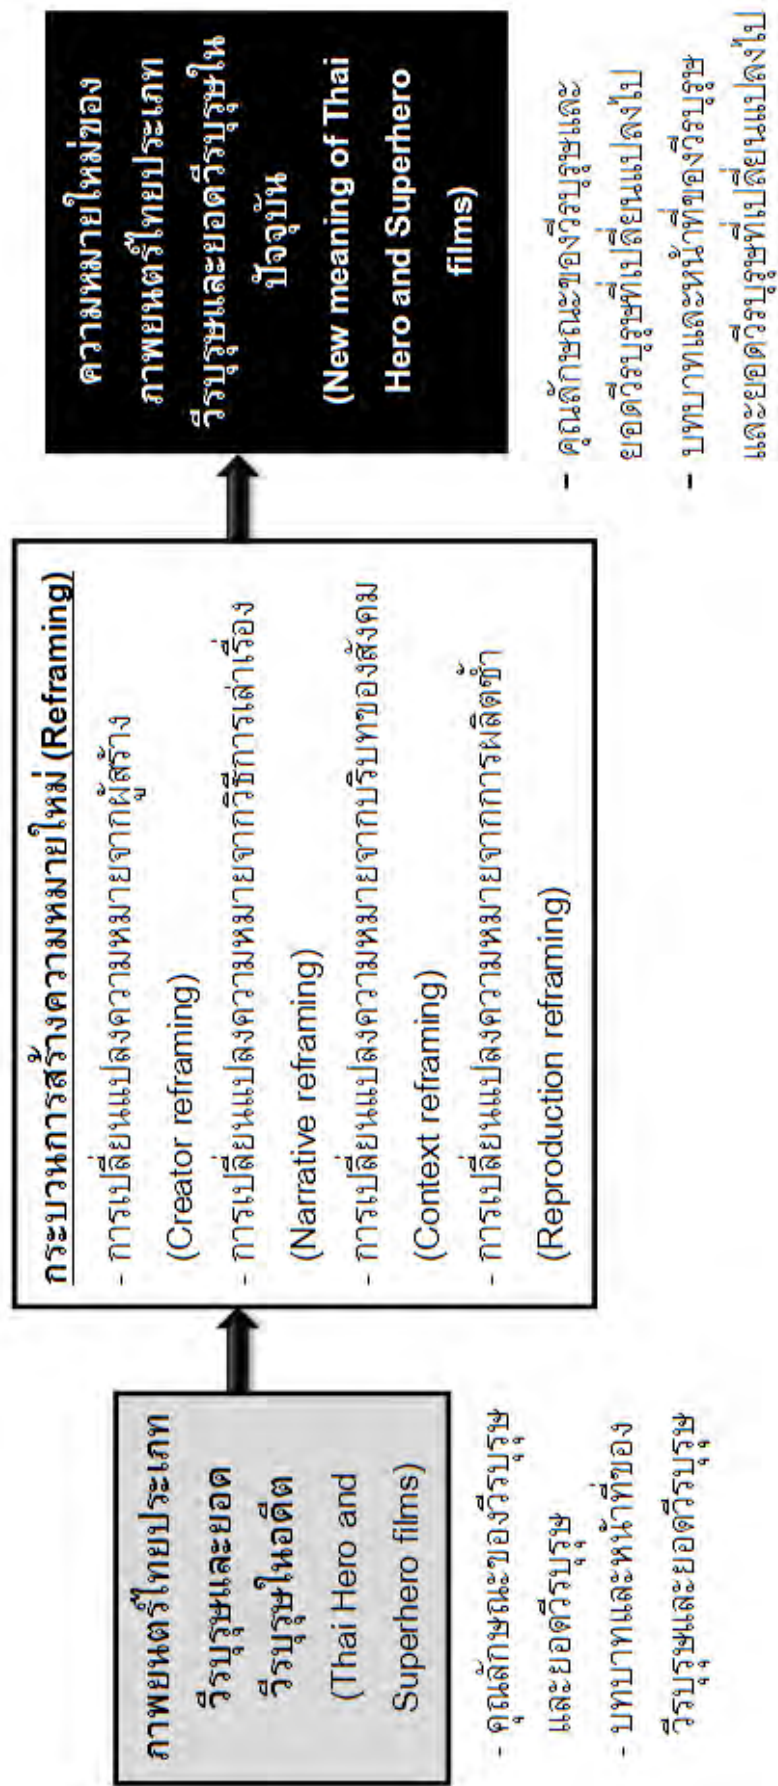 ภาพยนตร์ไทยประเภท
วีรบุรุษและยอด
วีรบุรุษในอดีต
(Thai Hero and
Superhero films)
- คุณลักษณะของวีรบุรุษ
และยอดวีรบุรุษ
- บทบาทและหน้าที่ของ
วีรบุรุษและยอดวีรบุรุษ
กระบวนการสร้างความหมายใหม่ (Reframing)
- การเปลี่ยนแปลงความหมายจากผู้สร้าง
(Creator reframing)
- การเปลี่ยนแปลงความหมายจากวิธีการเล่าเรื่อง
(Narrative reframing)
- การเปลี่ยนแปลงความหมายจากบริบทของสังคม
(Context reframing)
- การเปลี่ยนแปลงความหมายจากการผลิตซ้ำ
(Reproduction reframing)
ความหมายใหม่ของ
ภาพยนตร์ไทยประเภท
วีรบุรุษและยอดวีรบุรุษใน
ปัจจุบัน
(New meaning of Thai
Hero and Superhero
films)
- คุณลักษณะของวีรบุรุษและ
ยอดวีรบุรุษที่เปลี่ยนแปลงไป
- บทบาทและหน้าที่ของวีรบุรุษ
และยอดวีรบุรุษที่เปลี่ยนแปลงไป